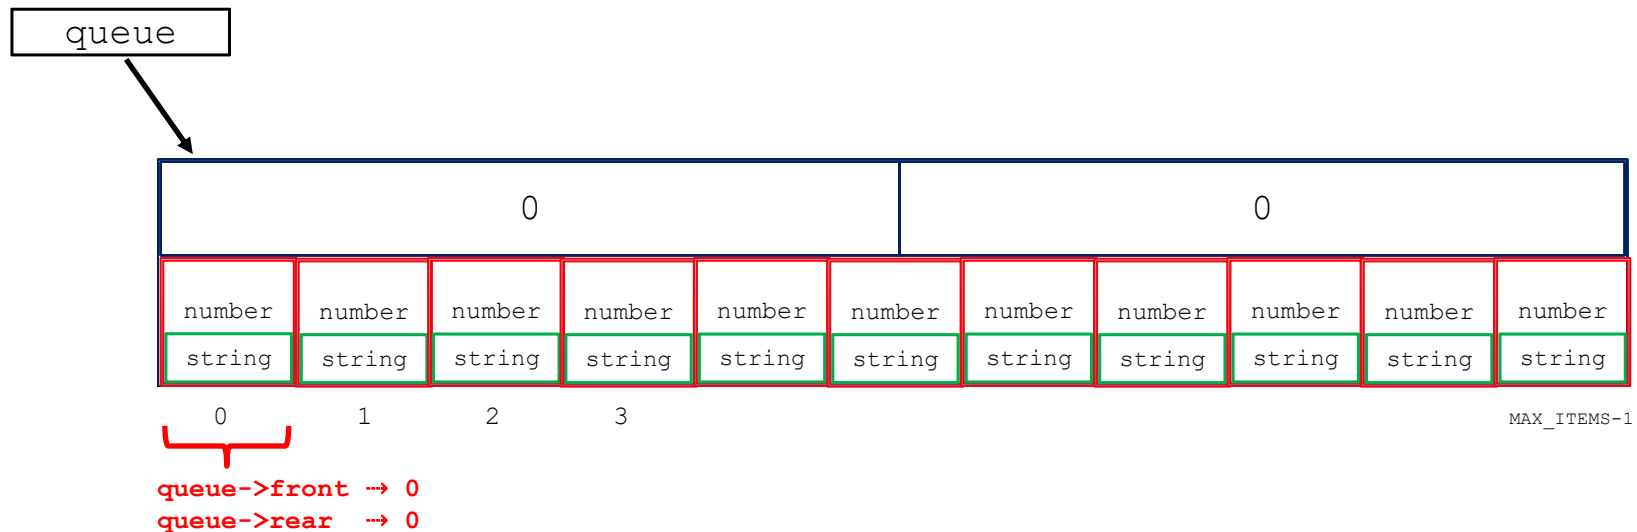 queue
0 0
number number number number number number number number number number number
string string string string string string string string string string string
0 1 2 3 MAX_ITEMS-1
queue->front ⇢ 0
queue->rear ⇢ 0